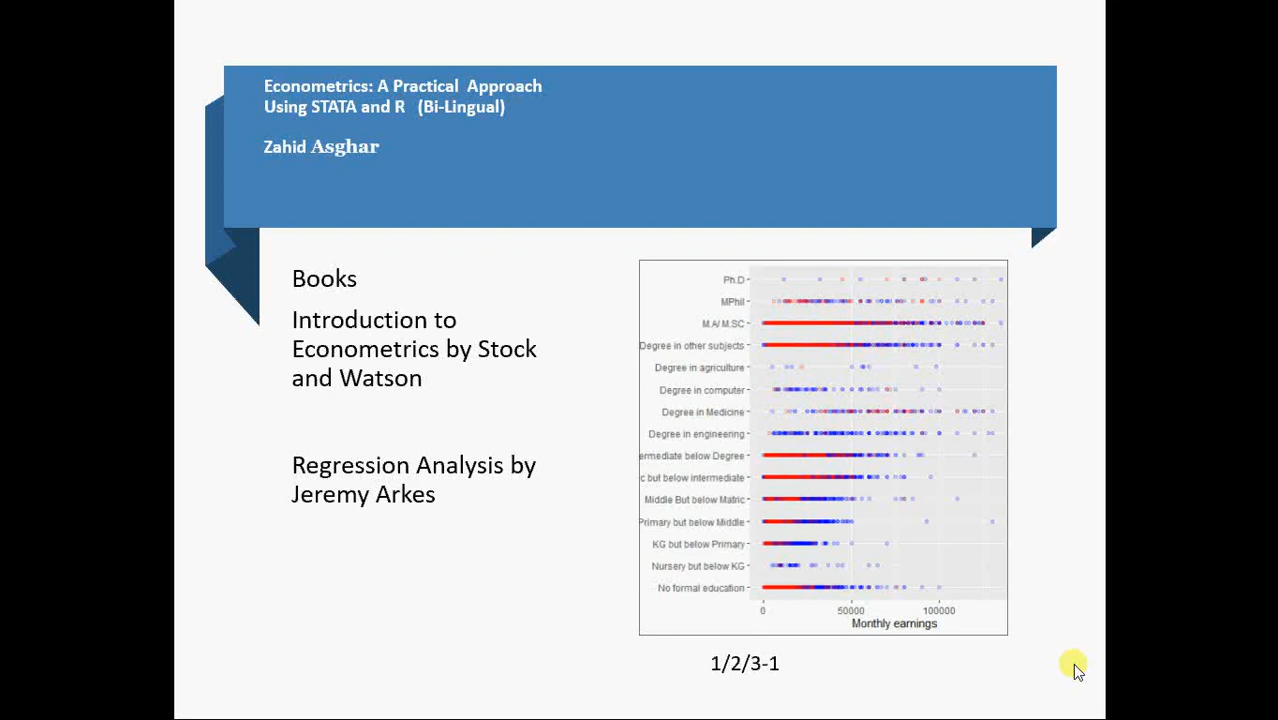 Econometrics: A Practical Approach
Using STATA and R (Bi-Lingual)
Zahid Asghar
Books
Introduction to
Econometrics by Stock
and Watson
Regression Analysis by
Jeremy Arkes
Ph.D
MPhil
M.A/ M.SC
Degree in other subjects
Degree in agriculture
Degree in computer
Degree in Medicine
Degree in engineering
ermediate below Degree
c but below intermediate
Middle But below Matric
Primary but below Middle
KG but below Primary
Nursery but below KG
No formal education
0 50000 100000
Monthly earnings
1/2/3-1